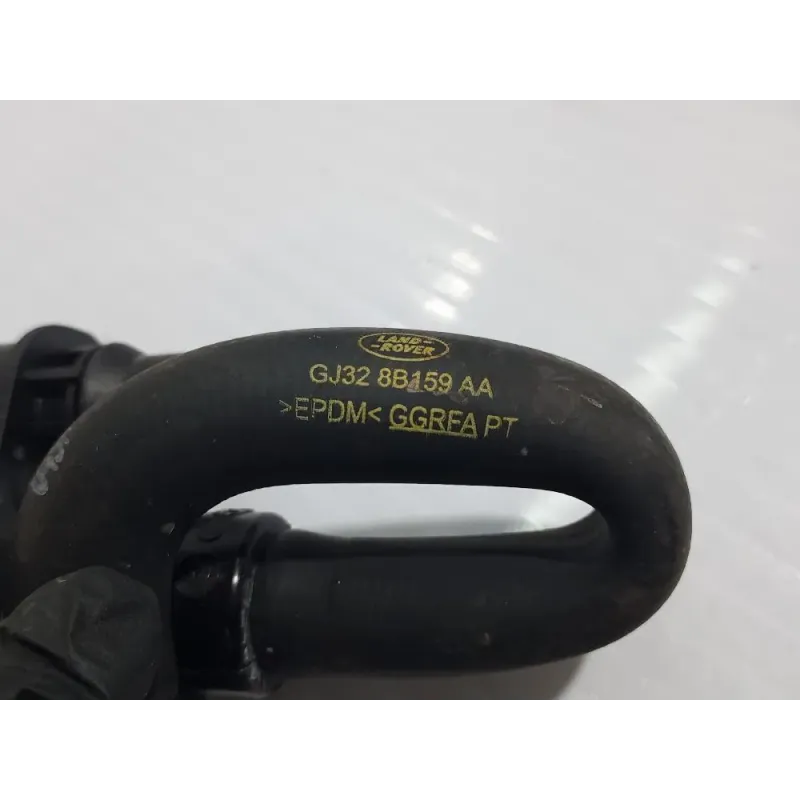 LAND-
-ROVER
GJ32 8B159 AA
>EPDM< GGRFA PT